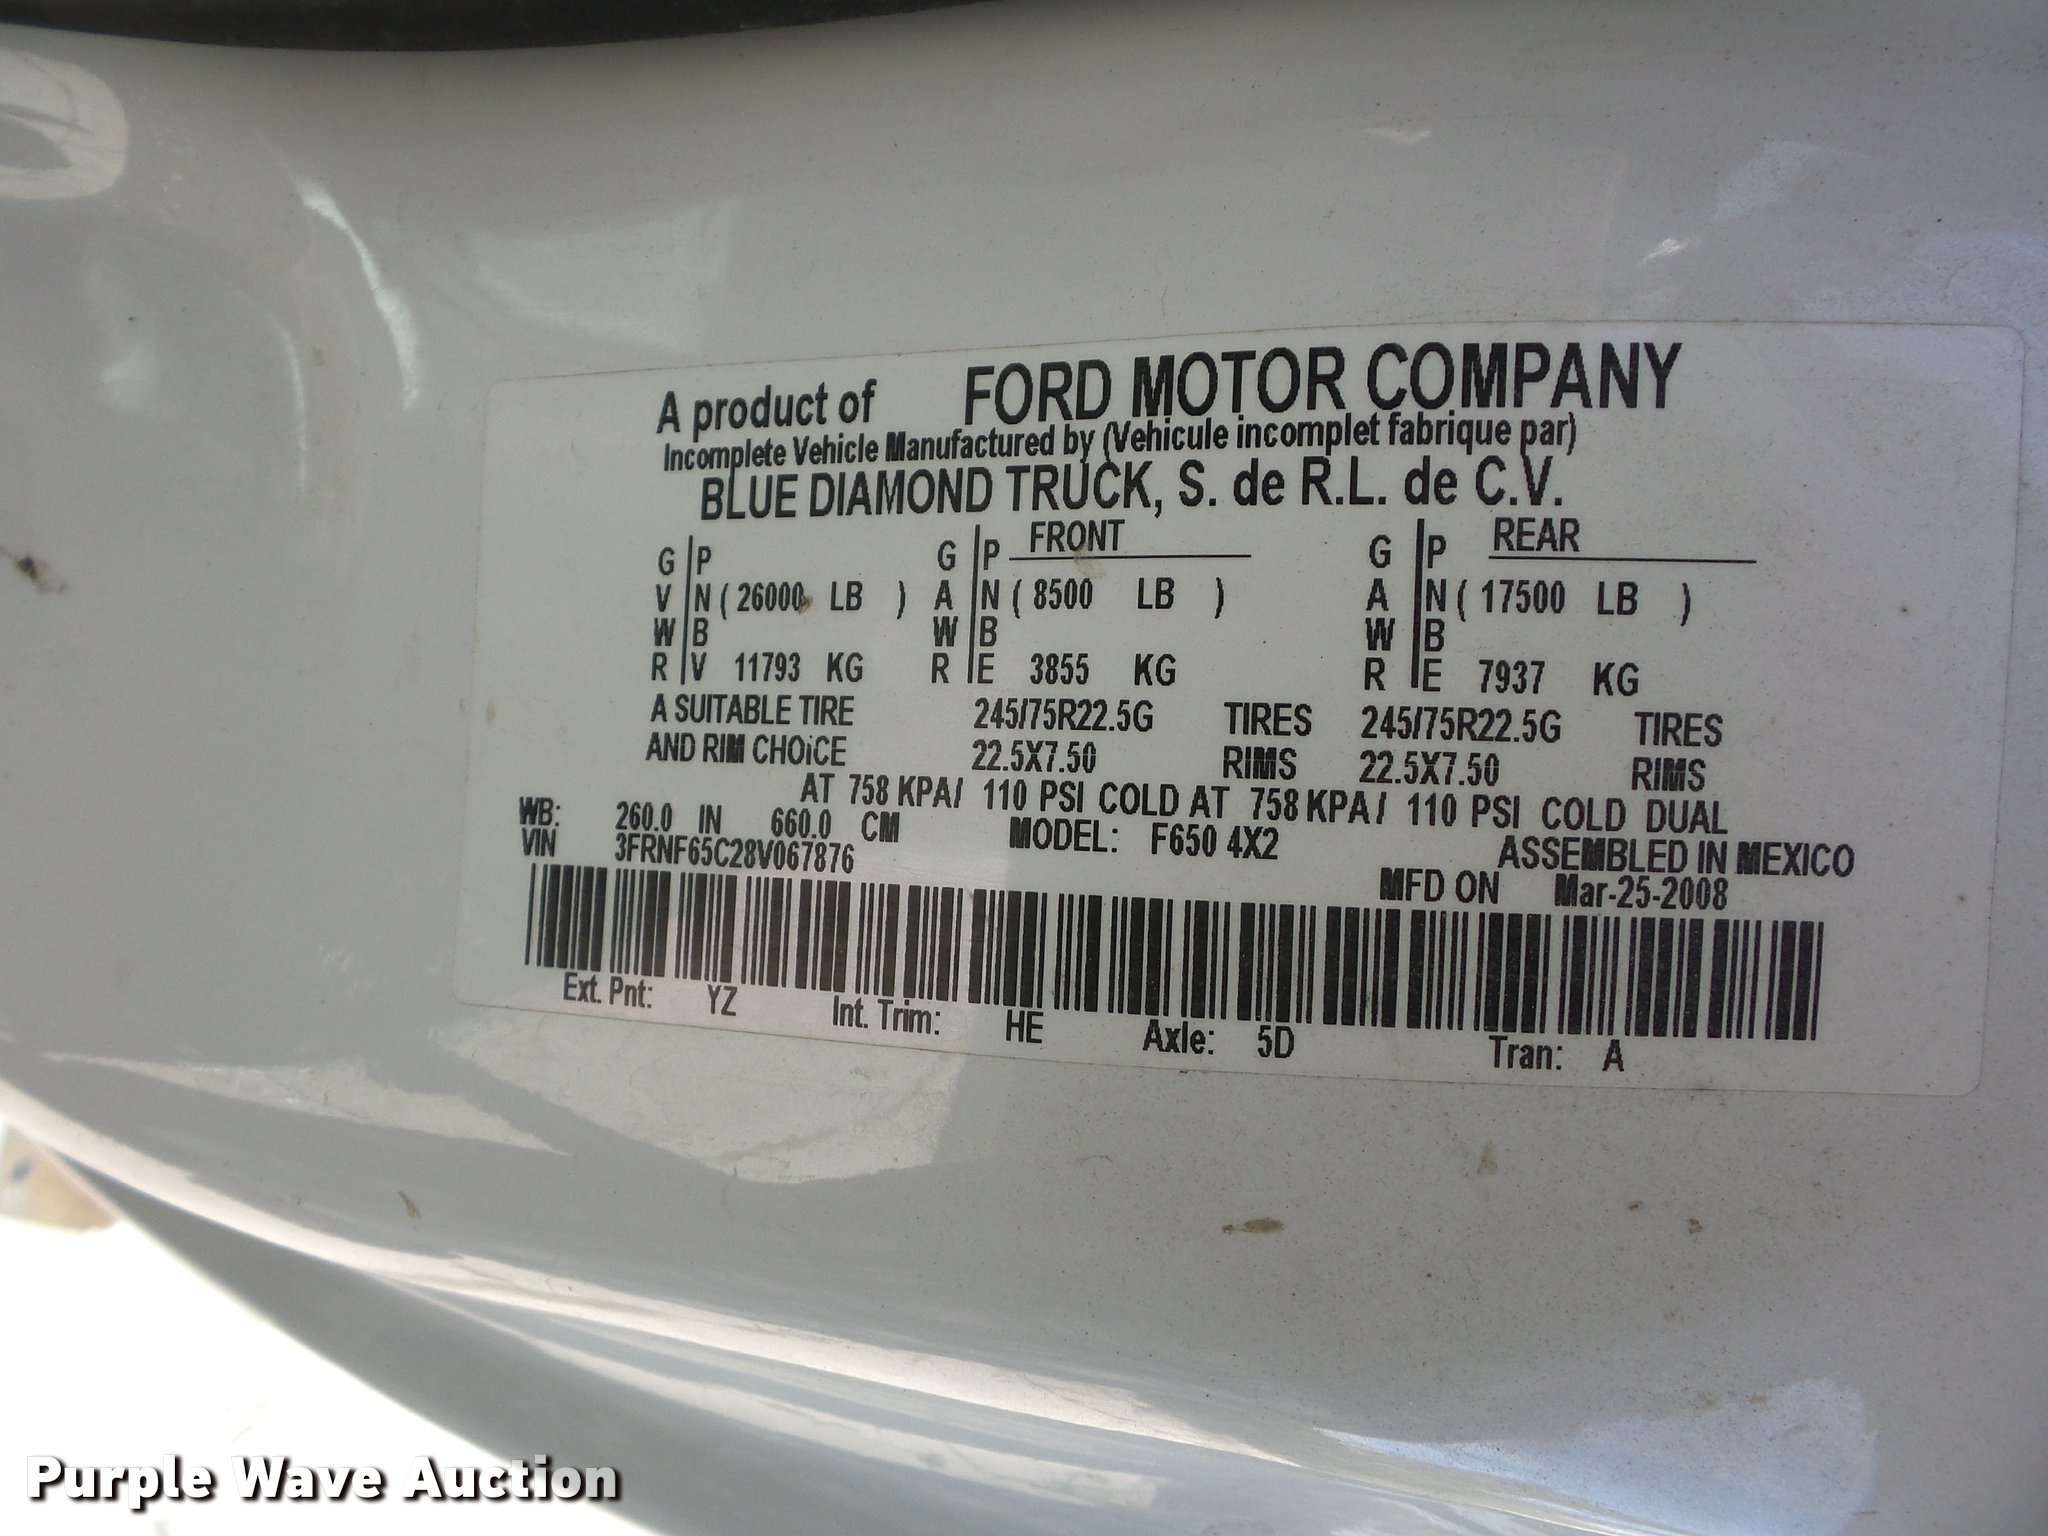 A product of FORD MOTOR COMPANY
Incomplete Vehicle Manufactured by (Vehicule incomplet fabrique par)
BLUE DIAMOND TRUCK, S. de R.L. de C.V.
G P G P FRONT G P REAR
V N ( 26000 LB ) A N ( 8500 LB ) A N ( 17500 LB )
W B W B W B
R V 11793 KG R E 3855 KG R E 7937 KG
A SUITABLE TIRE 245/75R22.5G TIRES 245/75R22.5G TIRES
AND RIM CHOiCE 22.5X7.50 RIMS 22.5X7.50 RIMS
AT 758 KPA/ 110 PSI COLD AT 758 KPA/ 110 PSI COLD DUAL
WB: 260.0 IN 660.0 CM MODEL: F650 4X2
VIN 3FRNF65C28V067876 ASSEMBLED IN MEXICO
MFD ON Mar-25-2008
Ext. Pnt: YZ Int. Trim: HE Axle: 5D Tran: A
Purple Wave Auction